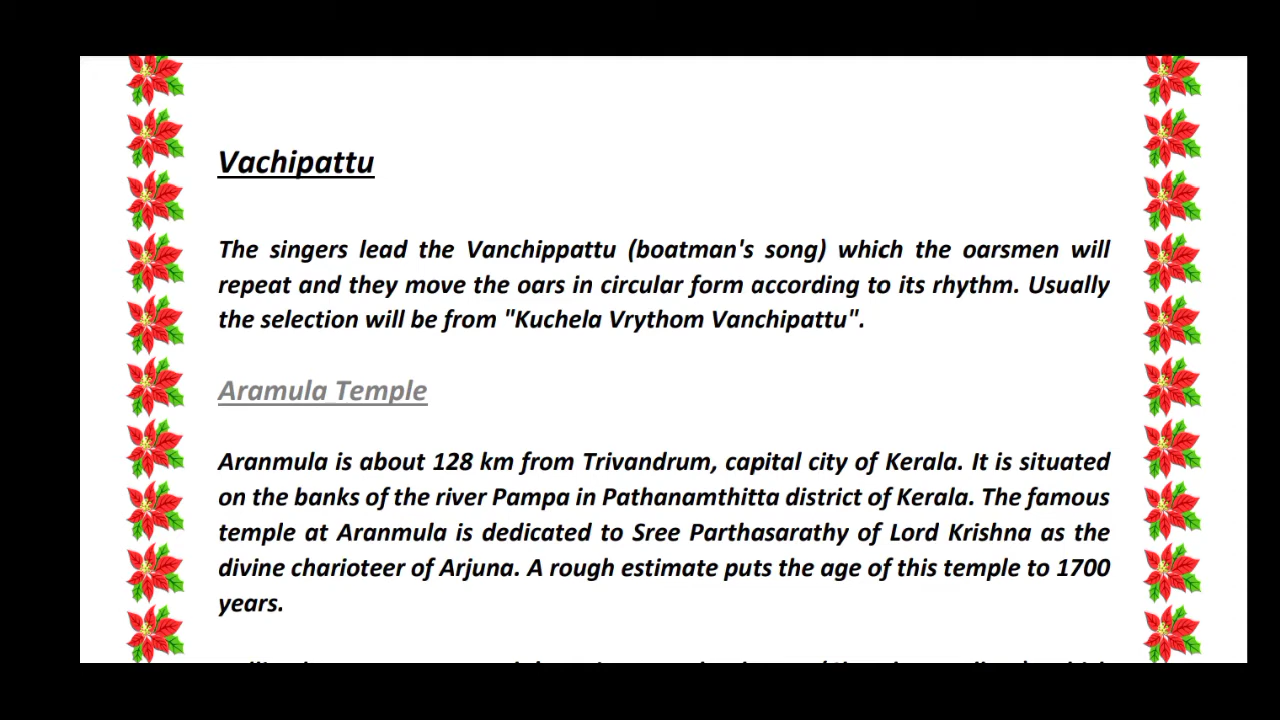 Vachipattu
The singers lead the Vanchippattu (boatman's song) which the oarsmen will
repeat and they move the oars in circular form according to its rhythm. Usually
the selection will be from "Kuchela Vrythom Vanchipattu".
Aramula Temple
Aranmula is about 128 km from Trivandrum, capital city of Kerala. It is situated
on the banks of the river Pampa in Pathanamthitta district of Kerala. The famous
temple at Aranmula is dedicated to Sree Parthasarathy of Lord Krishna as the
divine charioteer of Arjuna. A rough estimate puts the age of this temple to 1700
years.